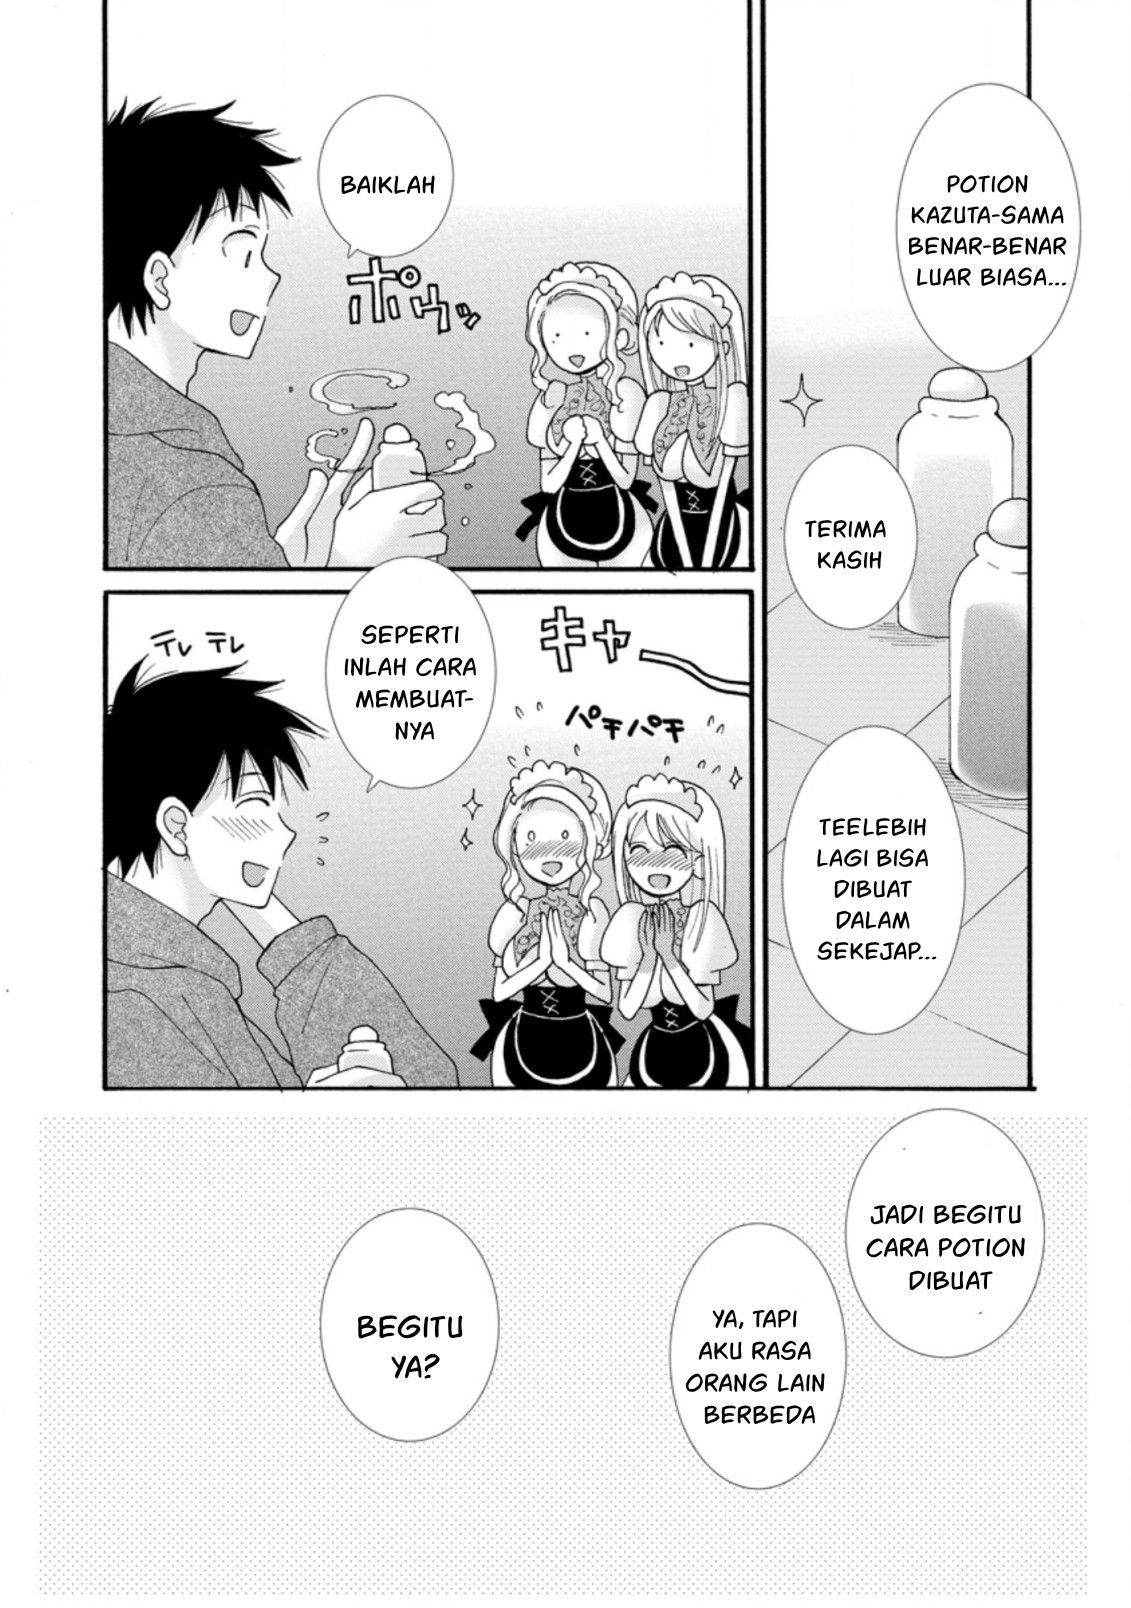 POTION
KAZUTA-SAMA
BENAR-BENAR
LUAR BIASA...
TERIMA
KASIH
TEELEBIH
LAGI BISA
DIBUAT
DALAM
SEKEJAP...
BAIKLAH
ポウッ
SEPERTI
INLAH CARA
MEMBUAT-
NYA
キャー
パチパチ
テレテレ
JADI BEGITU
CARA POTION
DIBUAT
YA, TAPI
AKU RASA
ORANG LAIN
BERBEDA
BEGITU
YA?